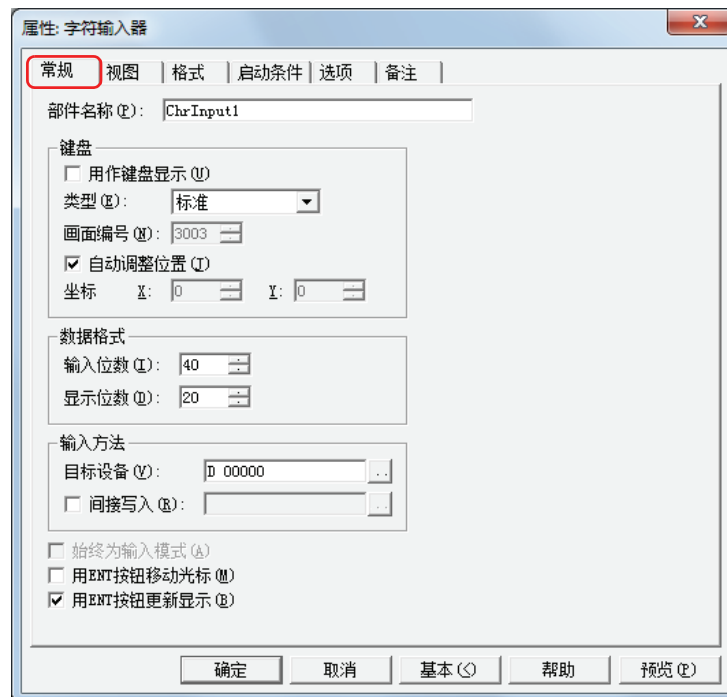 属性: 字符输入器
常规 视图 格式 启动条件 选项 备注
部件名称(P): ChrInput1
键盘
用作键盘显示(U)
类型(E): 标准
画面编号(N): 3003
自动调整位置(T)
坐标 X: 0 Y: 0
数据格式
输入位数(I): 40
显示位数(D): 20
输入方法
目标设备(V): D 00000 ..
间接写入(R): ..
始终为输入模式(A)
用ENT按钮移动光标(M)
用ENT按钮更新显示(B)
确定 取消 基本(<) 帮助 预览(P)